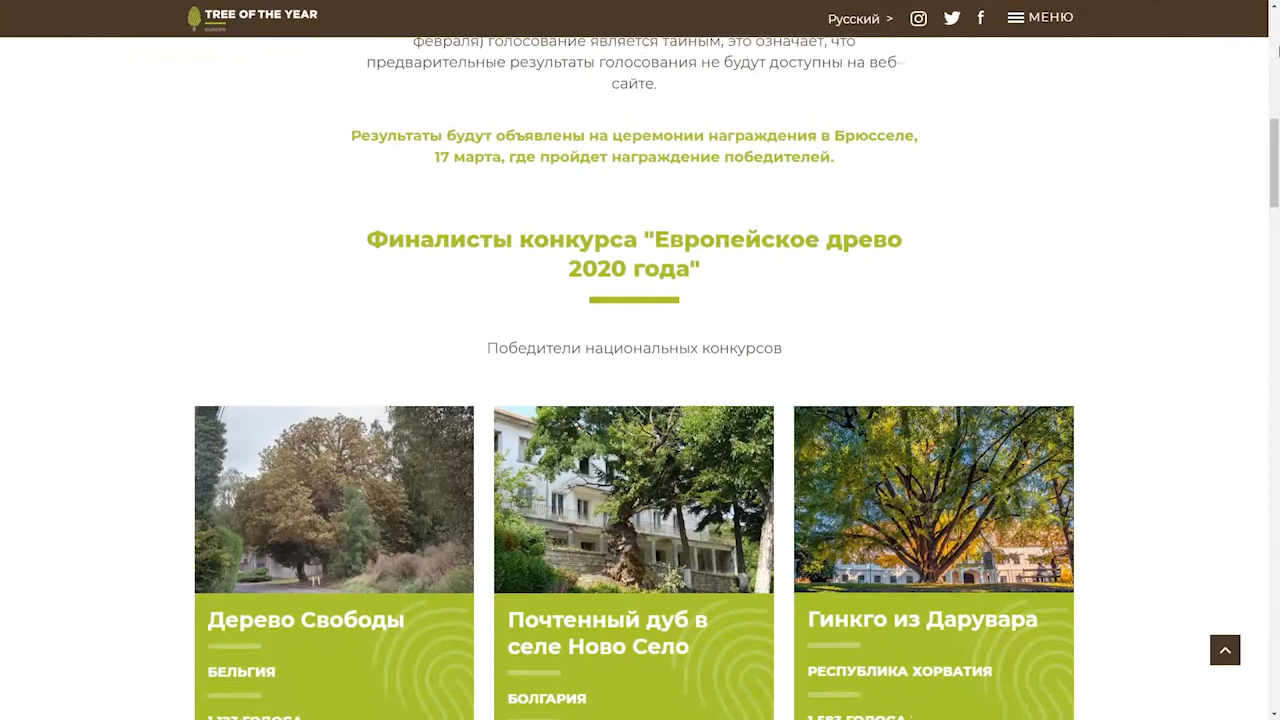 TREE OF THE YEAR
EUROPE
Русский >
МЕНЮ
февраля) голосование является тайным, это означает, что
предварительные результаты голосования не будут доступны на веб-
сайте.
Результаты будут объявлены на церемонии награждения в Брюсселе,
17 марта, где пройдет награждение победителей.
Финалисты конкурса "Европейское древо
2020 года"
Победители национальных конкурсов
Дерево Свободы
БЕЛЬГИЯ
Почтенный дуб в
селе Ново Село
БОЛГАРИЯ
Гинкго из Дарувара
РЕСПУБЛИКА ХОРВАТИЯ
ГОЛОСА
ГОЛОСА